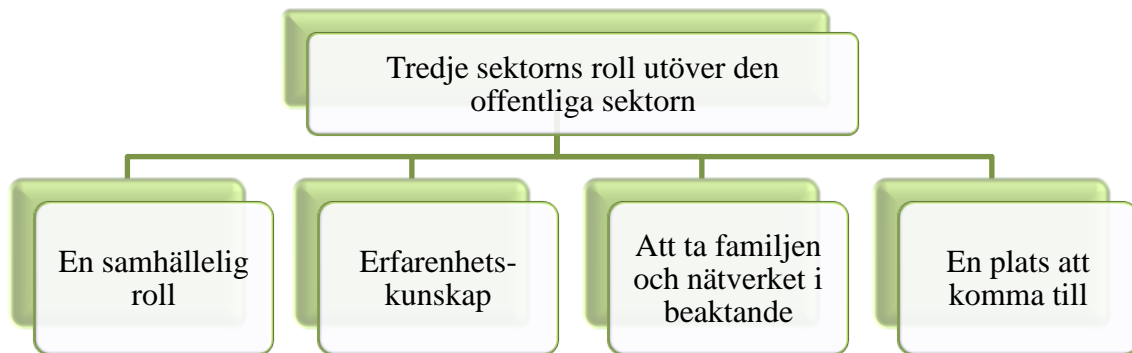 Tredje sektorns roll utöver den
offentliga sektorn
En samhällelig
roll
Erfarenhets-
kunskap
Att ta familjen
och nätverket i
beaktande
En plats att
komma till